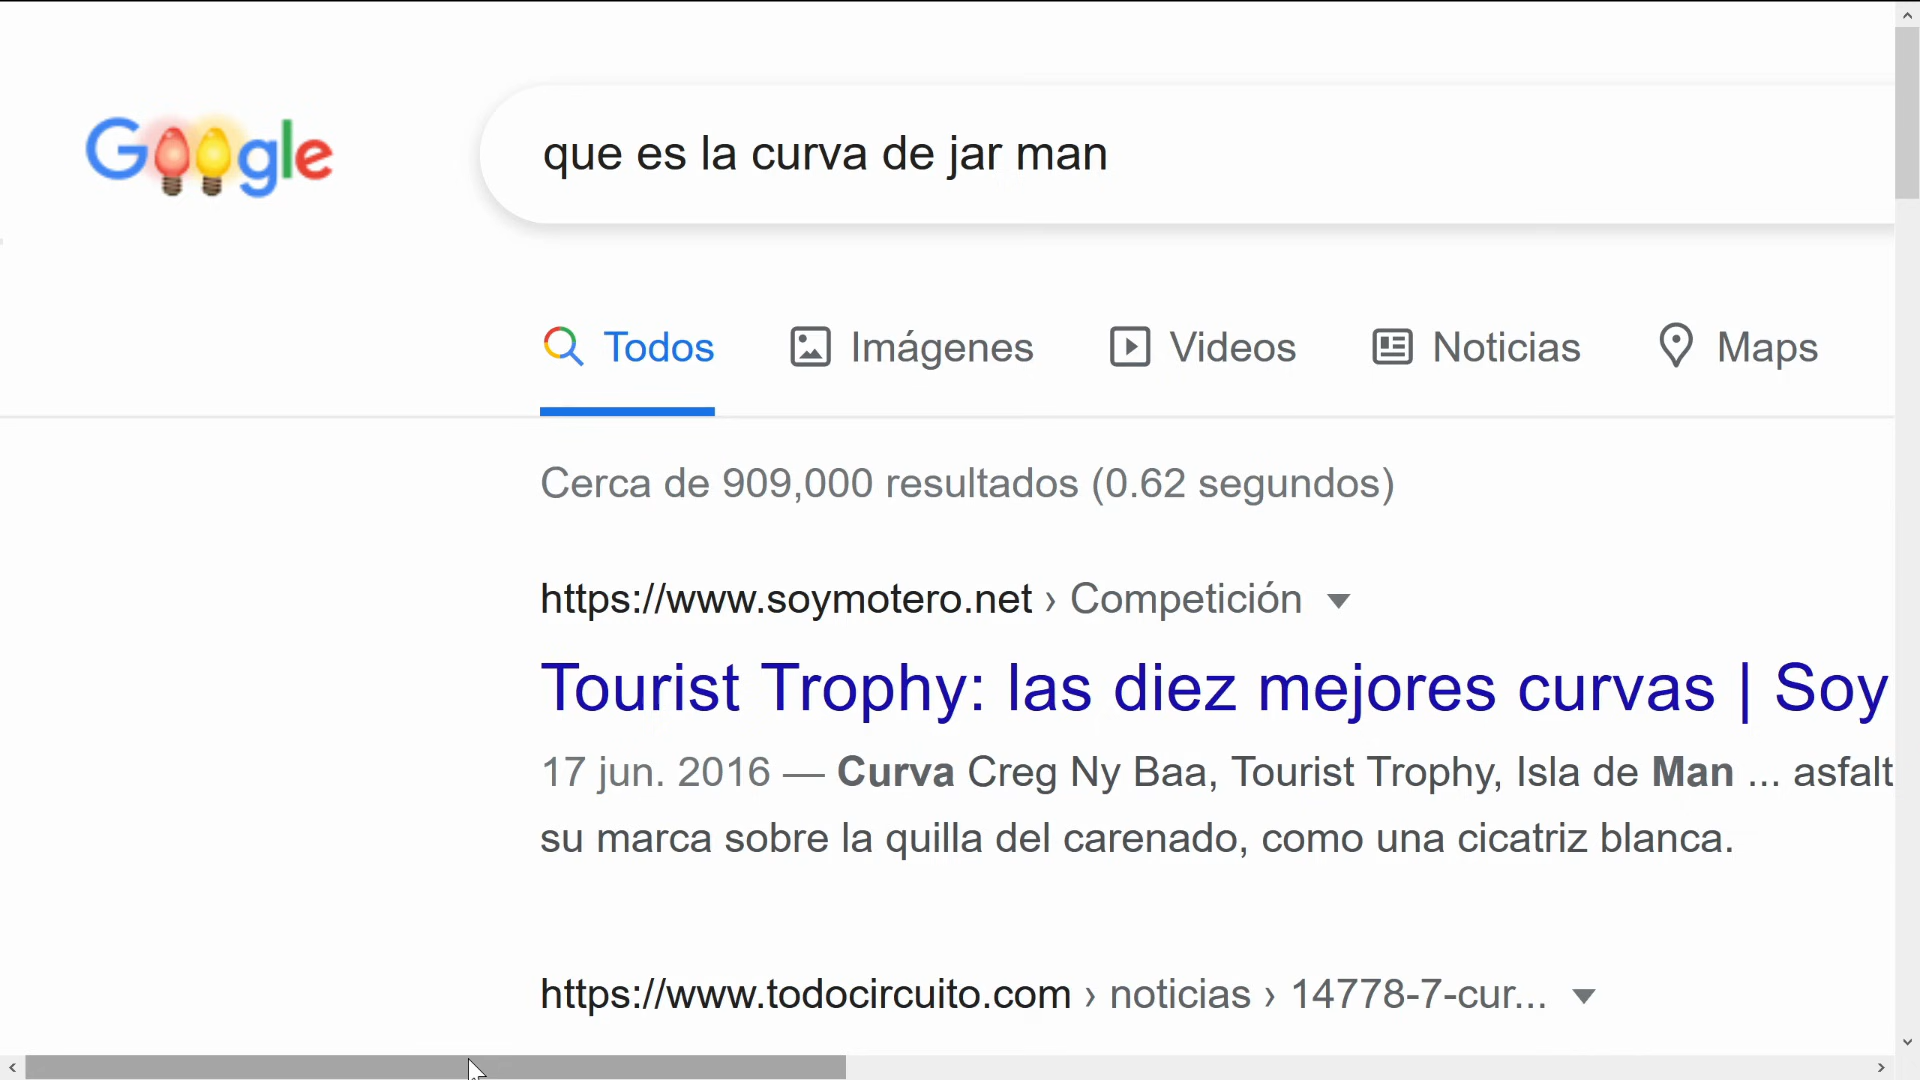 Google
que es la curva de jar man
Todos Imágenes Videos Noticias Maps
Cerca de 909,000 resultados (0.62 segundos)
https://www.soymotero.net › Competición
Tourist Trophy: las diez mejores curvas | Soy
17 jun. 2016 — Curva Creg Ny Baa, Tourist Trophy, Isla de Man ... asfalt
su marca sobre la quilla del carenado, como una cicatriz blanca.
https://www.todocircuito.com › noticias › 14778-7-cur...